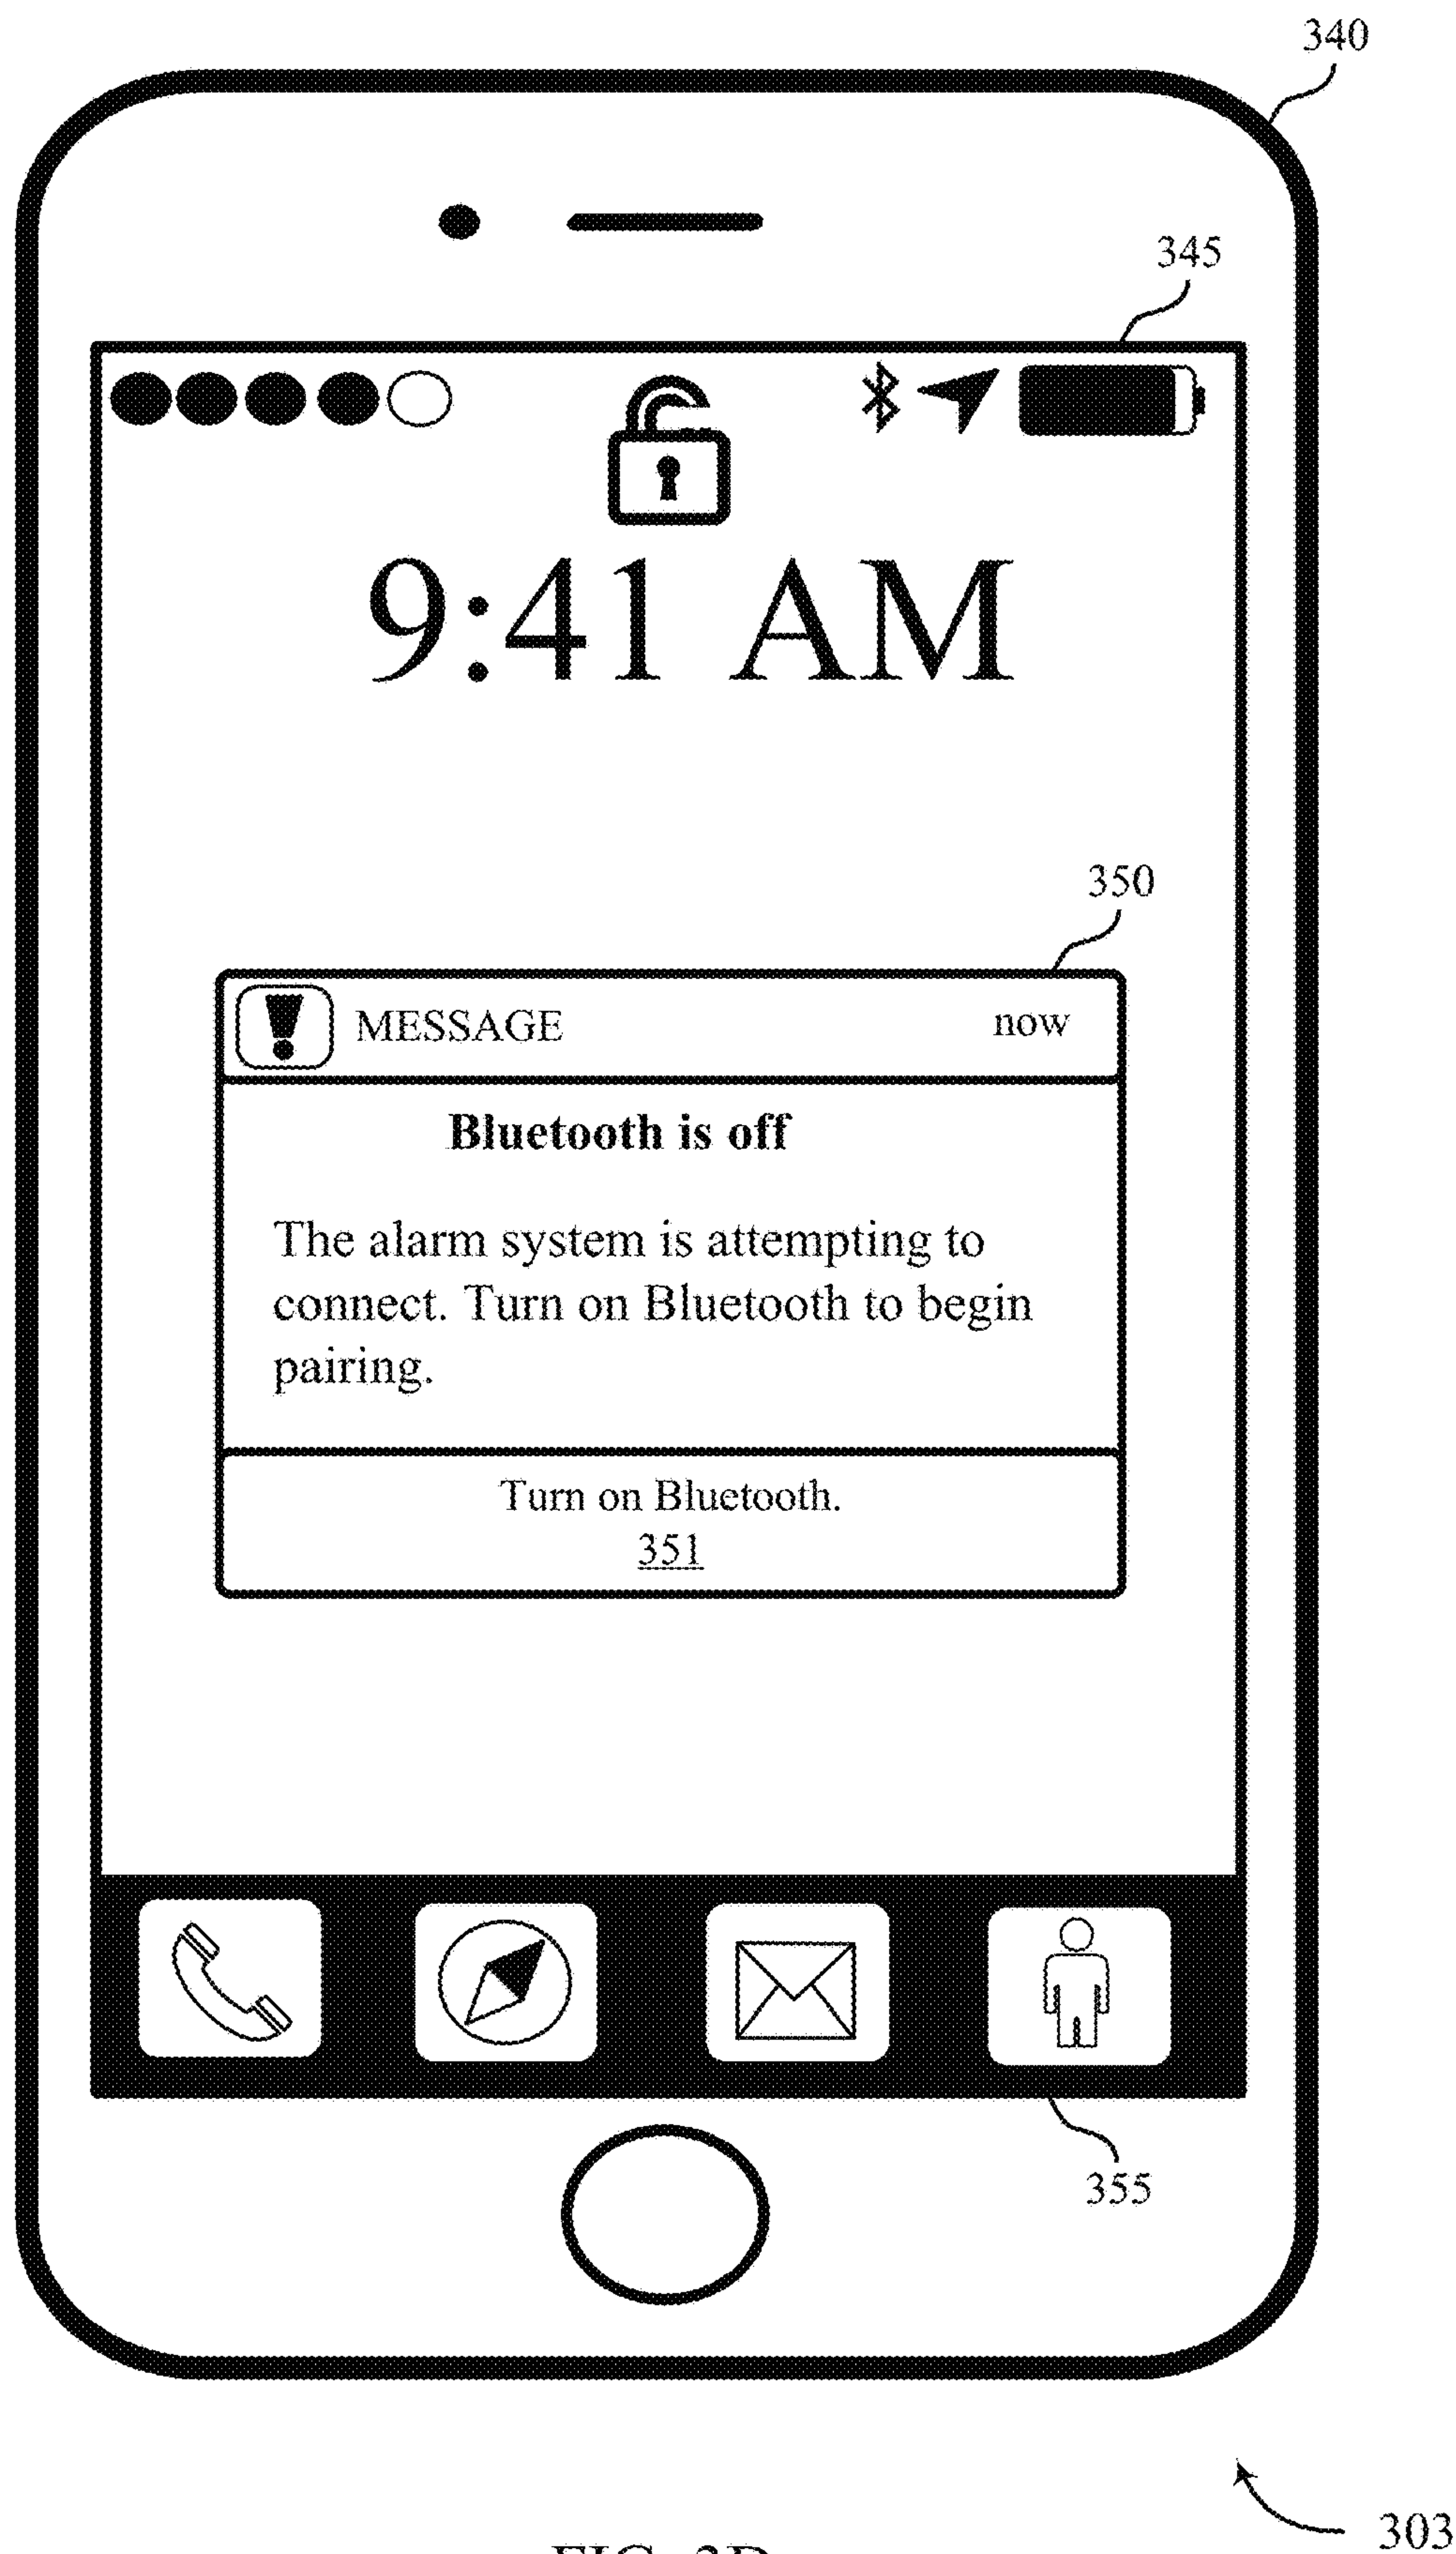 340
345
9:41 AM
350
MESSAGE now
Bluetooth is off
The alarm system is attempting to
connect. Turn on Bluetooth to begin
pairing.
Turn on Bluetooth.
351
355
303